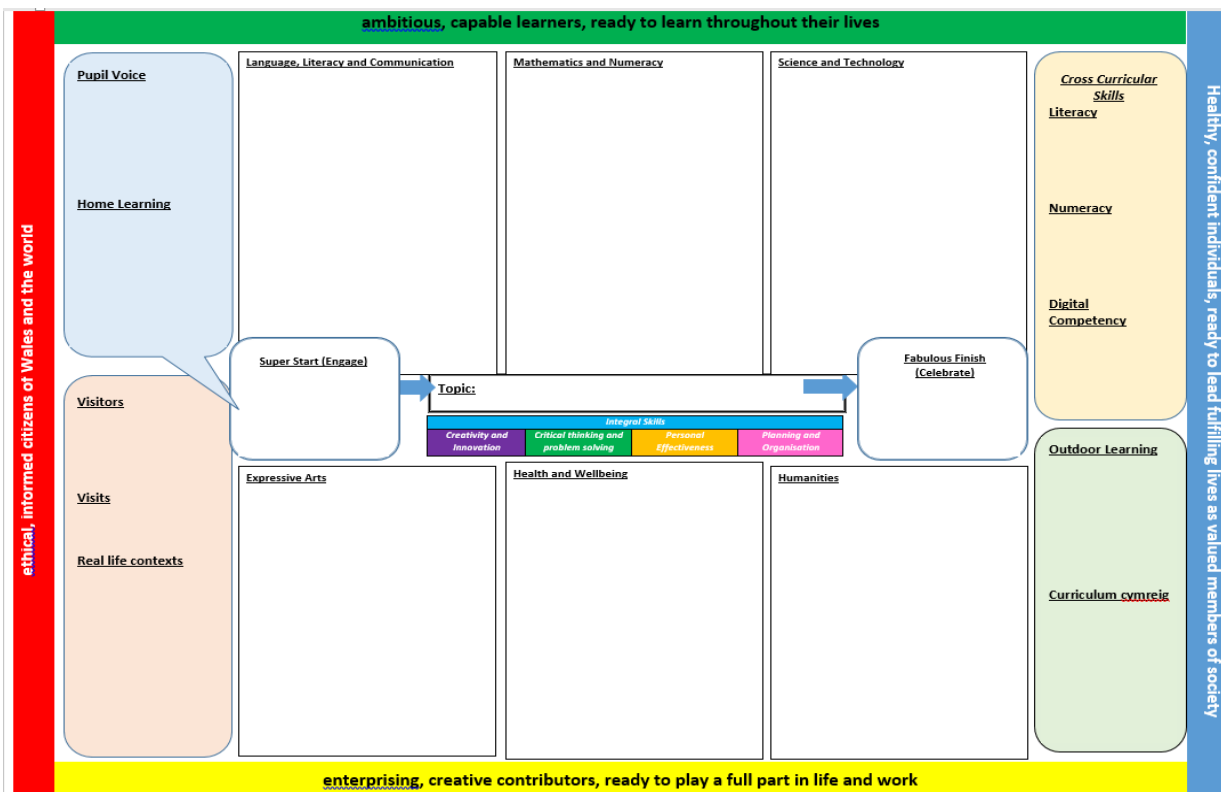 ambitious, capable learners, ready to learn throughout their lives
ethical, informed citizens of Wales and the world
Pupil Voice
Home Learning
Language, Literacy and Communication
Mathematics and Numeracy
Science and Technology
Cross Curricular
Skills
Literacy
Numeracy
Digital
Competency
Healthy, confident individuals, ready to lead fulfilling lives as valued members of society
Super Start (Engage)
Topic:
Fabulous Finish
(Celebrate)
Integral Skills
Creativity and
Innovation
Critical thinking and
problem solving
Personal
Effectiveness
Planning and
Organisation
Visitors
Visits
Real life contexts
Expressive Arts
Health and Wellbeing
Humanities
Outdoor Learning
Curriculum cymreig
enterprising, creative contributors, ready to play a full part in life and work